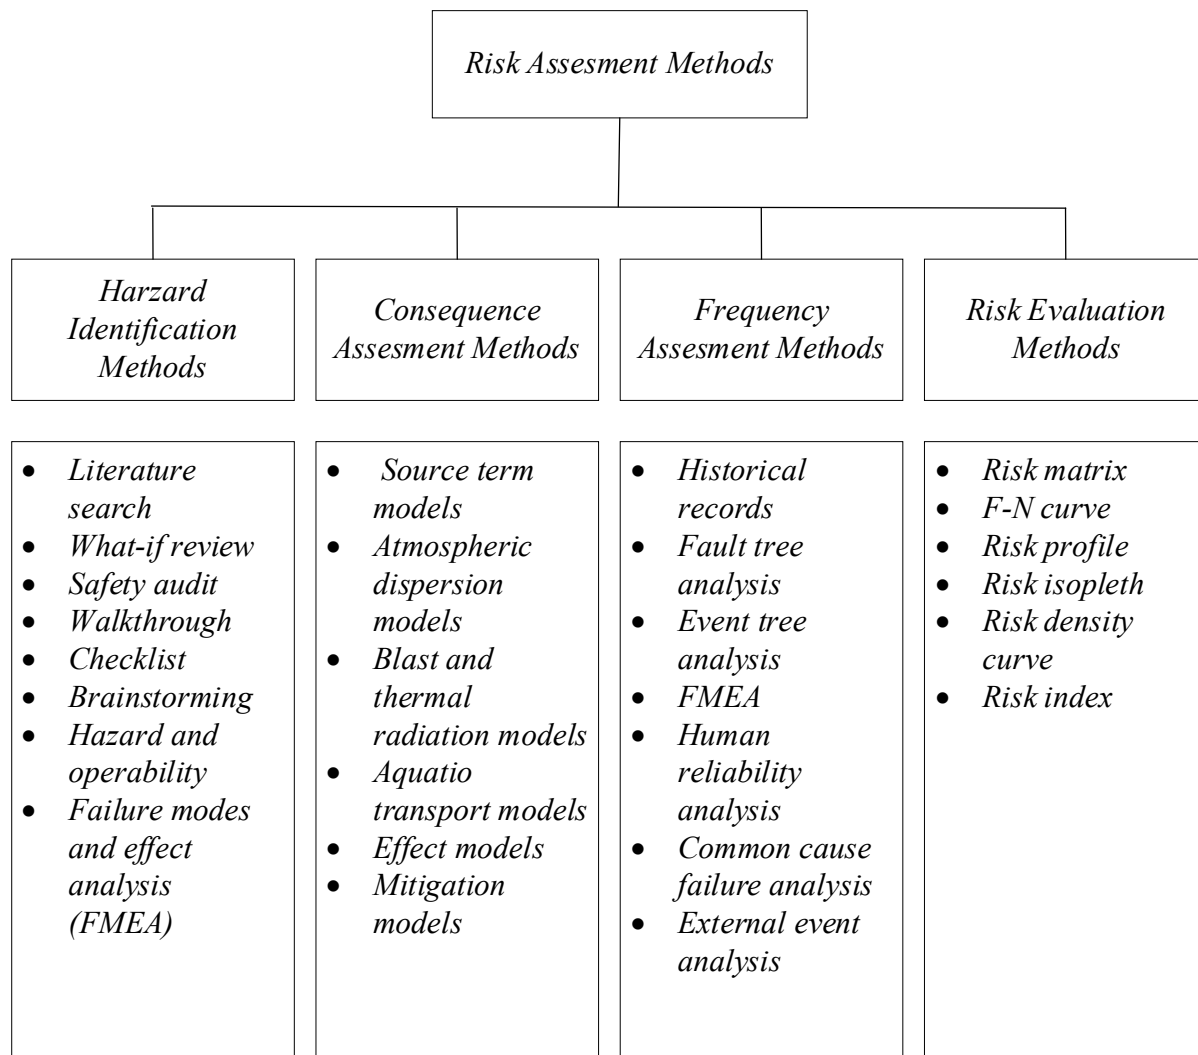 Risk Assesment Methods
Harzard
Identification
Methods
Consequence
Assesment Methods
Frequency
Assesment Methods
Risk Evaluation
Methods
• Literature
search
• What-if review
• Safety audit
• Walkthrough
• Checklist
• Brainstorming
• Hazard and
operability
• Failure modes
and effect
analysis
(FMEA)
• Source term
models
• Atmospheric
dispersion
models
• Blast and
thermal
radiation models
• Aquatio
transport models
• Effect models
• Mitigation
models
• Historical
records
• Fault tree
analysis
• Event tree
analysis
• FMEA
• Human
reliability
analysis
• Common cause
failure analysis
• External event
analysis
• Risk matrix
• F-N curve
• Risk profile
• Risk isopleth
• Risk density
curve
• Risk index